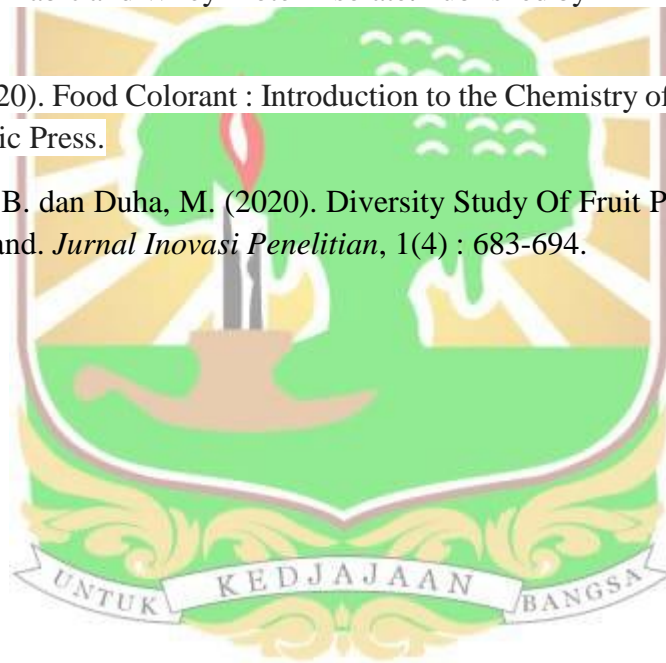 20). Food Colorant : Introduction to the Chemistry of
ic Press.
B. dan Duha, M. (2020). Diversity Study Of Fruit P
and. Jurnal Inovasi Penelitian, 1(4) : 683-694.
UNTUK KEDJAJAAN BANGSA